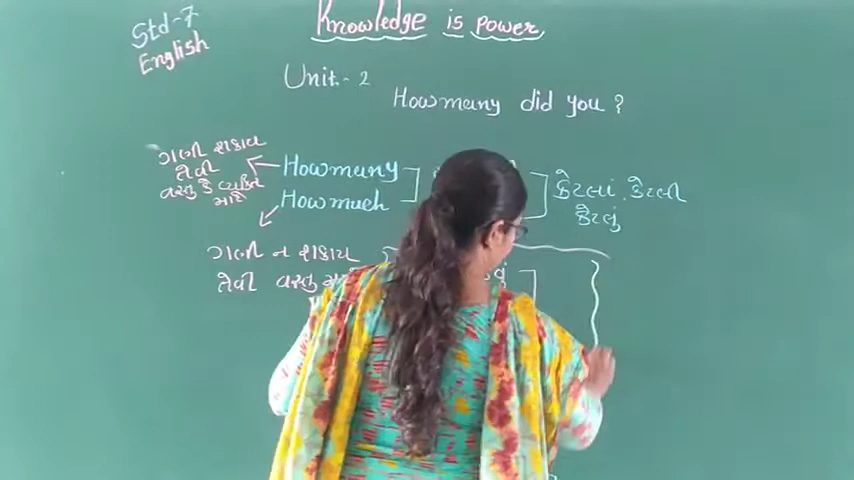 Std-7
English
Knowledge is power
Unit-2
How many did you ?
ગણી શકાય
તેવી
વસ્તુ કે વ્યક્તિ
માટે
How many
How much
કેટલાં. કેટલી
કેટલું
ગણી ન શકાય
તેવી વસ્તુ